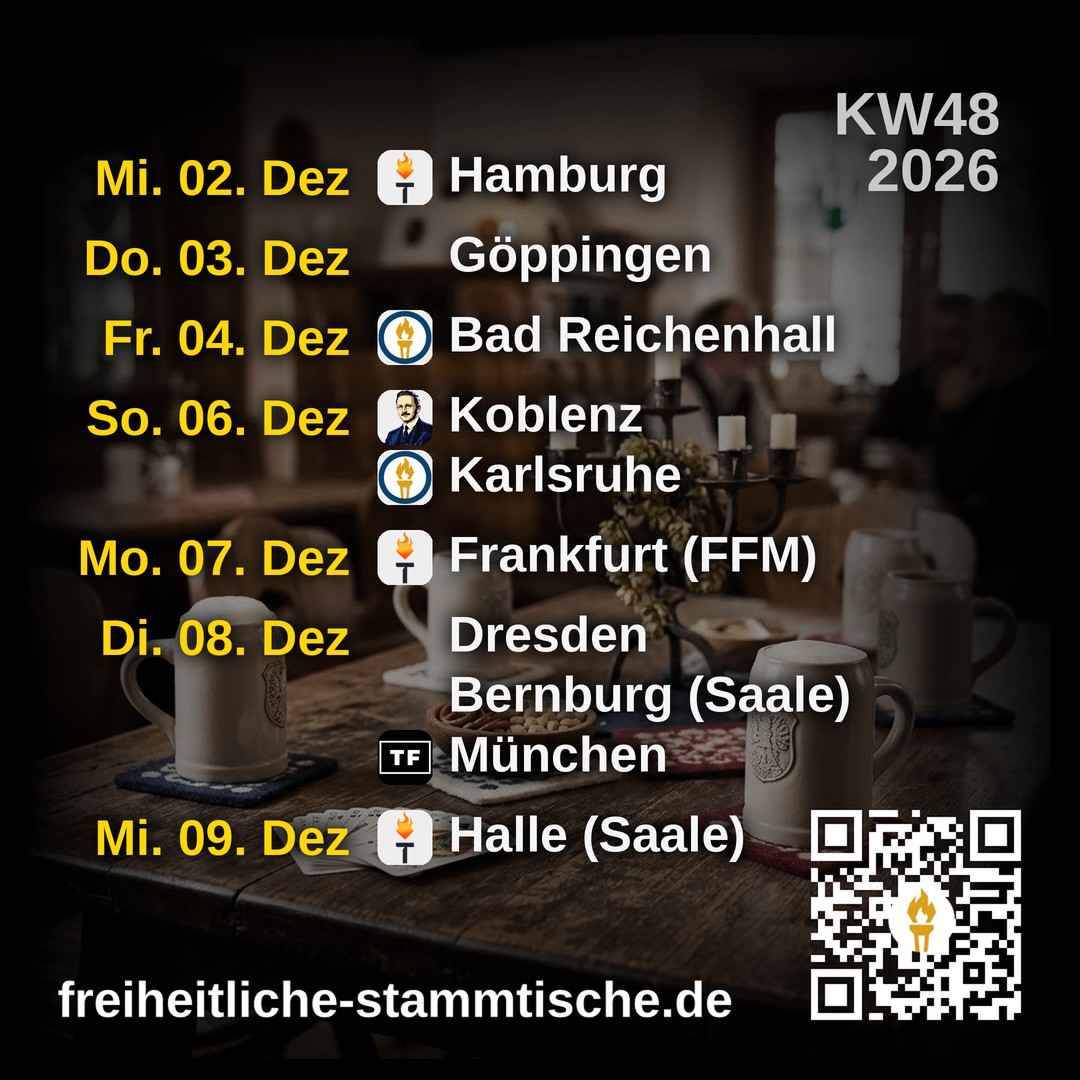 KW48
2026
Mi. 02. Dez Hamburg
Do. 03. Dez Göppingen
Fr. 04. Dez Bad Reichenhall
So. 06. Dez Koblenz
Karlsruhe
Mo. 07. Dez Frankfurt (FFM)
Di. 08. Dez Dresden
Bernburg (Saale)
TF München
Mi. 09. Dez Halle (Saale)
freiheitliche-stammtische.de